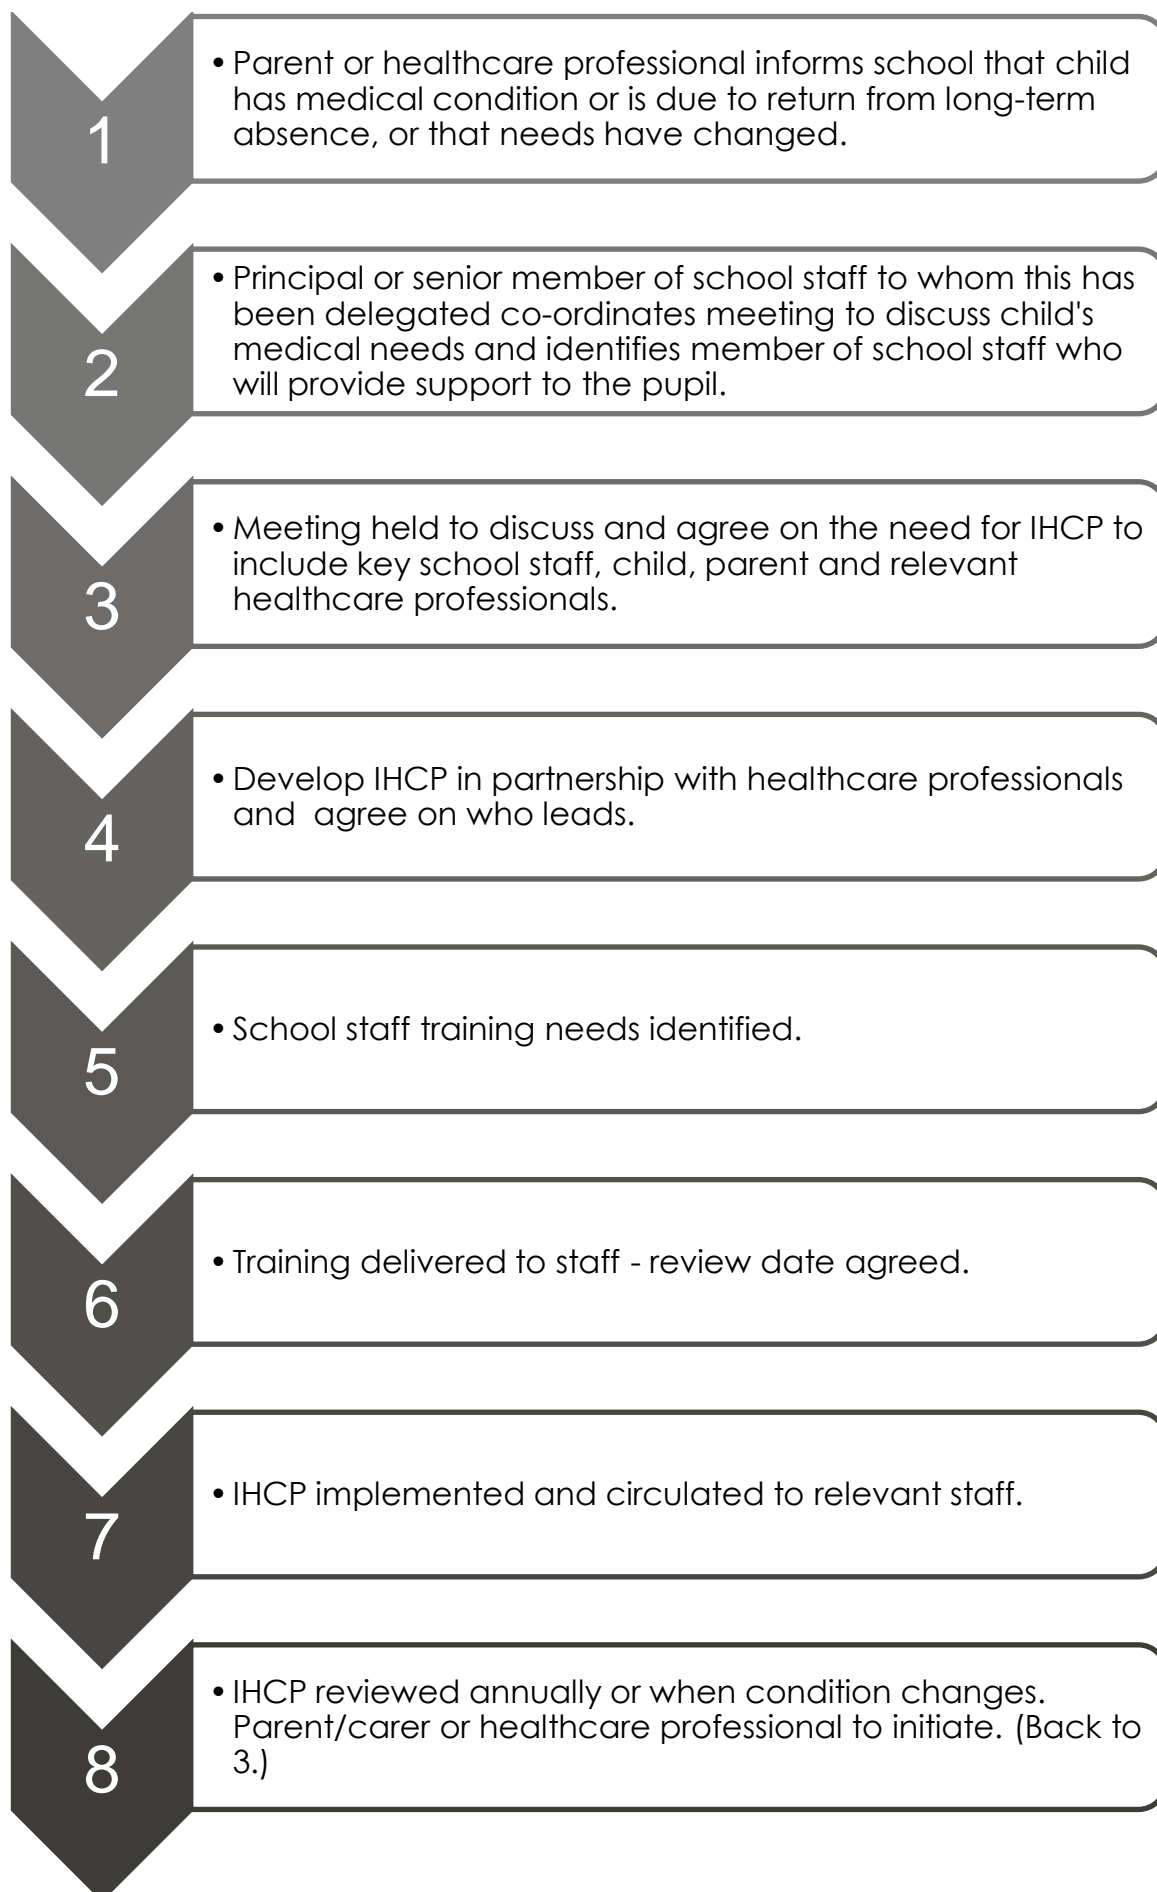 1
• Parent or healthcare professional informs school that child
has medical condition or is due to return from long-term
absence, or that needs have changed.
2
• Principal or senior member of school staff to whom this has
been delegated co-ordinates meeting to discuss child's
medical needs and identifies member of school staff who
will provide support to the pupil.
3
• Meeting held to discuss and agree on the need for IHCP to
include key school staff, child, parent and relevant
healthcare professionals.
4
• Develop IHCP in partnership with healthcare professionals
and  agree on who leads.
5
• School staff training needs identified.
6
• Training delivered to staff - review date agreed.
7
• IHCP implemented and circulated to relevant staff.
8
• IHCP reviewed annually or when condition changes.
Parent/carer or healthcare professional to initiate. (Back to
3.)